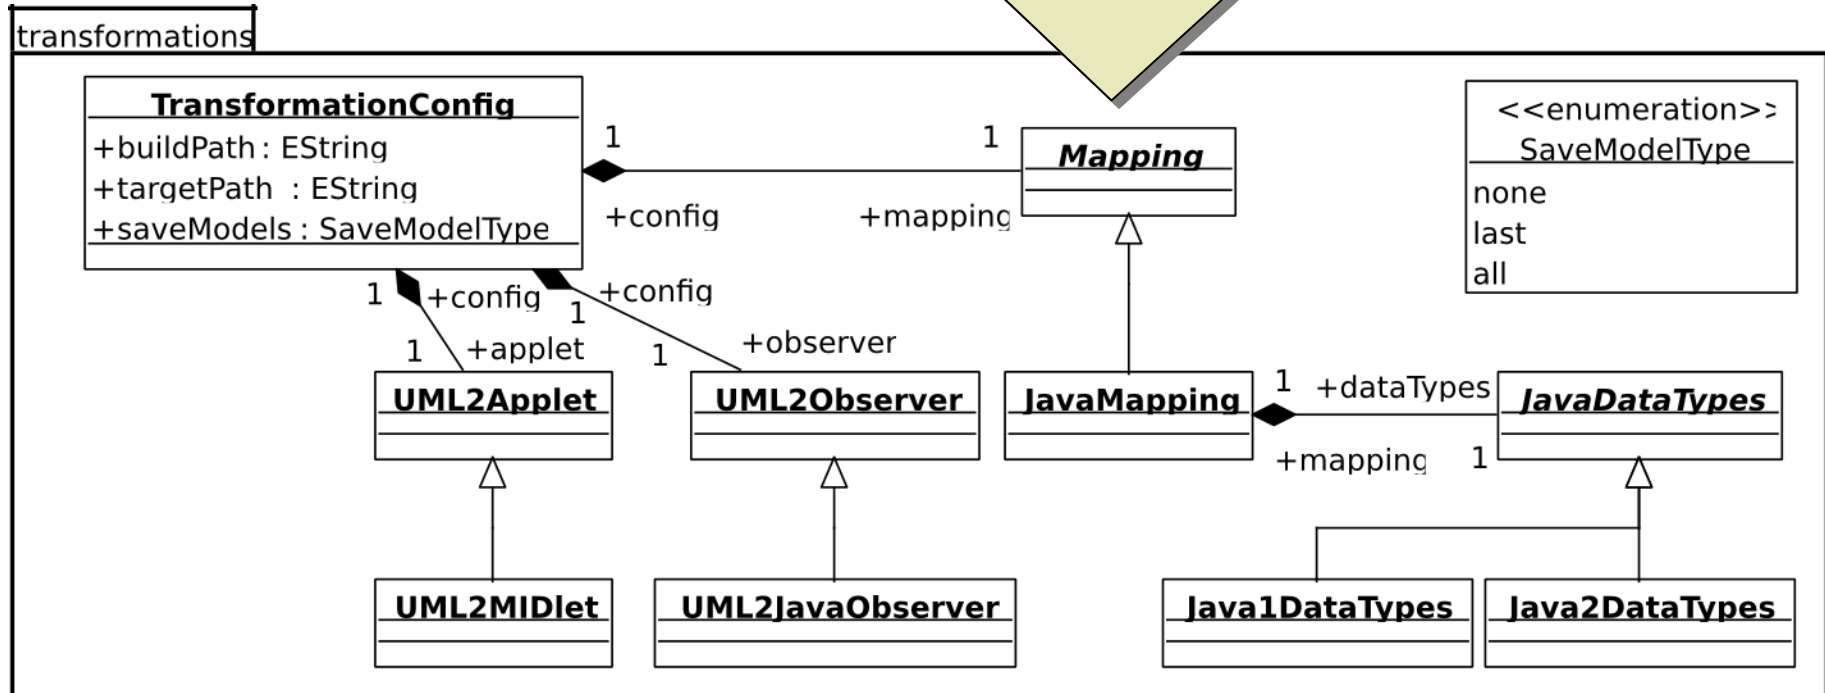 transformations
TransformationConfig
+buildPath : EString
+targetPath : EString
+saveModels : SaveModelType
1
1
+config
+mapping
Mapping
<<enumeration>>
SaveModelType
none
last
all
1
+config
1
+applet
+config
1
1
+observer
UML2Applet
UML2Observer
JavaMapping
1
+dataTypes
+mapping
1
JavaDataTypes
UML2MIDlet
UML2JavaObserver
Java1DataTypes
Java2DataTypes